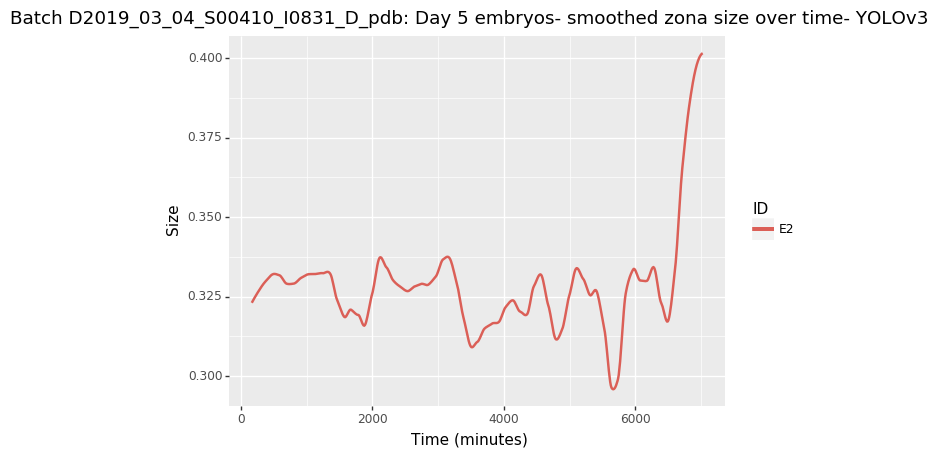 Batch D2019_03_04_S00410_I0831_D_pdb: Day 5 embryos- smoothed zona size over time- YOLOv3
0.400
0.375
0.350
0.325
0.300
Size
0
2000
4000
6000
Time (minutes)
ID
E2